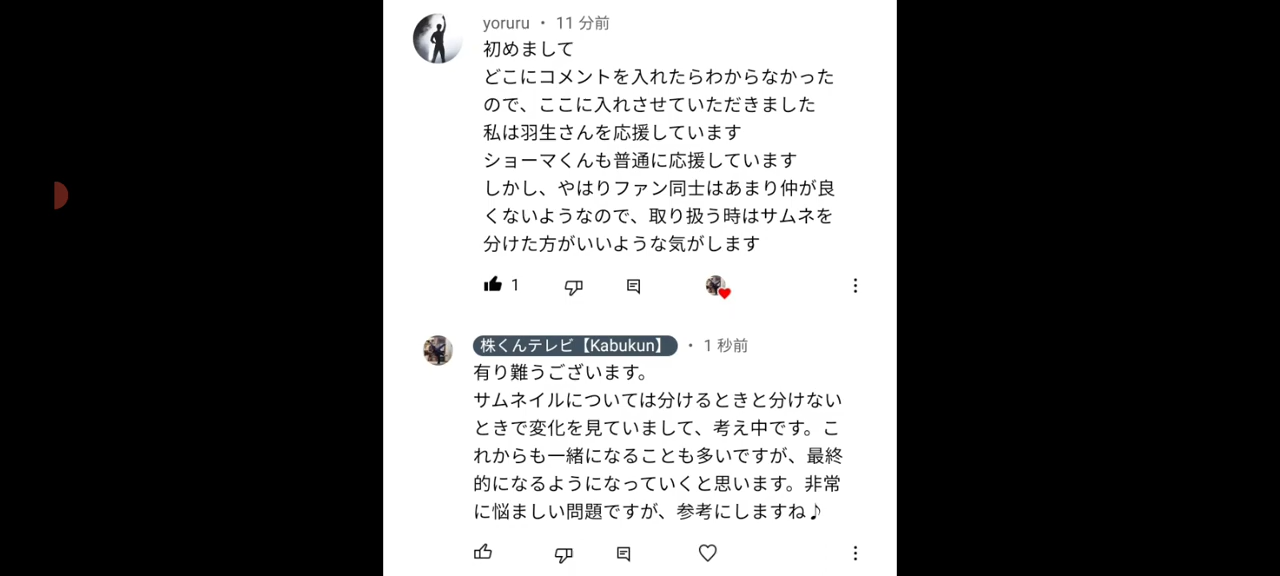 yoruru ・ 11 分前
初めまして
どこにコメントを入れたらわからなかった
ので、ここに入れさせていただきました
私は羽生さんを応援しています
ショーマくんも普通に応援しています
しかし、やはりファン同士はあまり仲が良
くないようなので、取り扱う時はサムネを
分けた方がいいような気がします
1
株くんテレビ【Kabukun】 ・ 1 秒前
有り難うございます。
サムネイルについては分けるときと分けない
ときで変化を見ていまして、考え中です。こ
れからも一緒になることも多いですが、最終
的になるようになっていくと思います。非常
に悩ましい問題ですが、参考にしますね♪